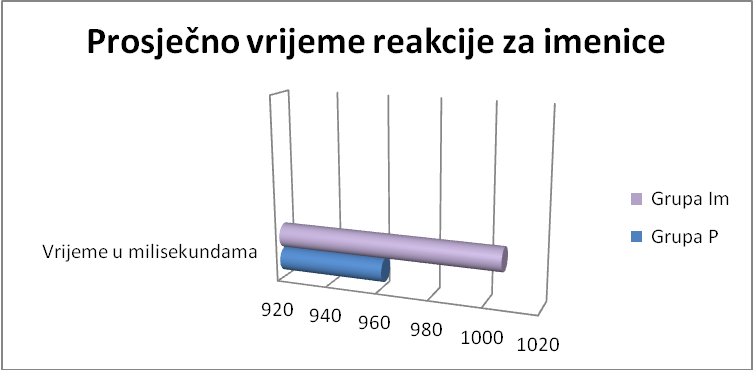 Prosječno vrijeme reakcije za imenice
Grupa Im
Grupa P
Vrijeme u milisekundama
920
940
960
980
1000
1020